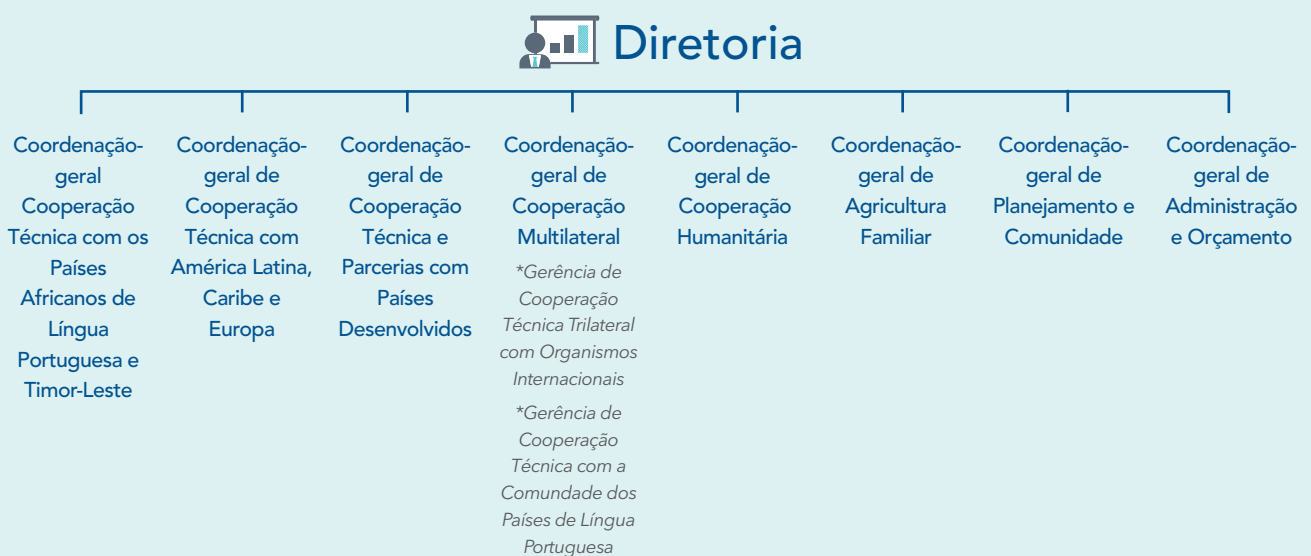 Diretoria
Coordenação-
geral
Cooperação
Técnica com os
Países
Africanos de
Língua
Portuguesa e
Timor-Leste
Coordenação-
geral de
Cooperação
Técnica com
América Latina,
Caribe e
Europa
Coordenação-
geral de
Cooperação
Técnica e
Parcerias com
Países
Desenvolvidos
Coordenação-
geral de
Cooperação
Multilateral
*Gerência de
Cooperação
Técnica Trilateral
com Organismos
Internacionais
*Gerência de
Cooperação
Técnica com a
Comundade dos
Países de Língua
Portuguesa
Coordenação-
geral de
Cooperação
Humanitária
Coordenação-
geral de
Agricultura
Familiar
Coordenação-
geral de
Planejamento e
Comunidade
Coordenação-
geral de
Administração
e Orçamento